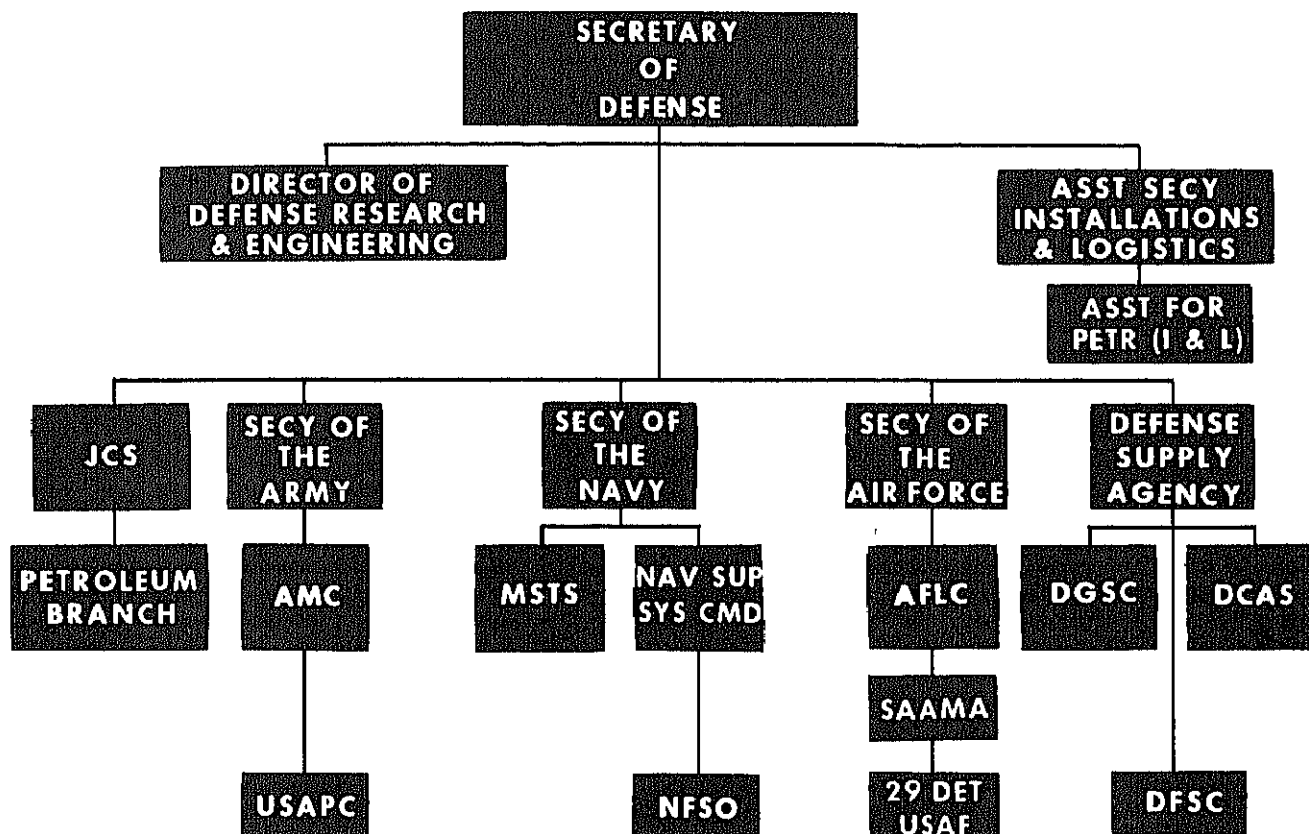 SECRETARY
OF
DEFENSE
DIRECTOR OF
DEFENSE RESEARCH
& ENGINEERING
ASST SECY
INSTALLATIONS
& LOGISTICS
ASST FOR
PETR (I & L)
JCS
SECY OF
THE
ARMY
SECY OF
THE
NAVY
SECY OF
THE
AIR FORCE
DEFENSE
SUPPLY
AGENCY
PETROLEUM
BRANCH
AMC
MSTS
NAV SUP
SYS CMD
AFLC
DGSC
DCAS
SAAMA
USAPC
NFSO
29 DET
USAF
DFSC